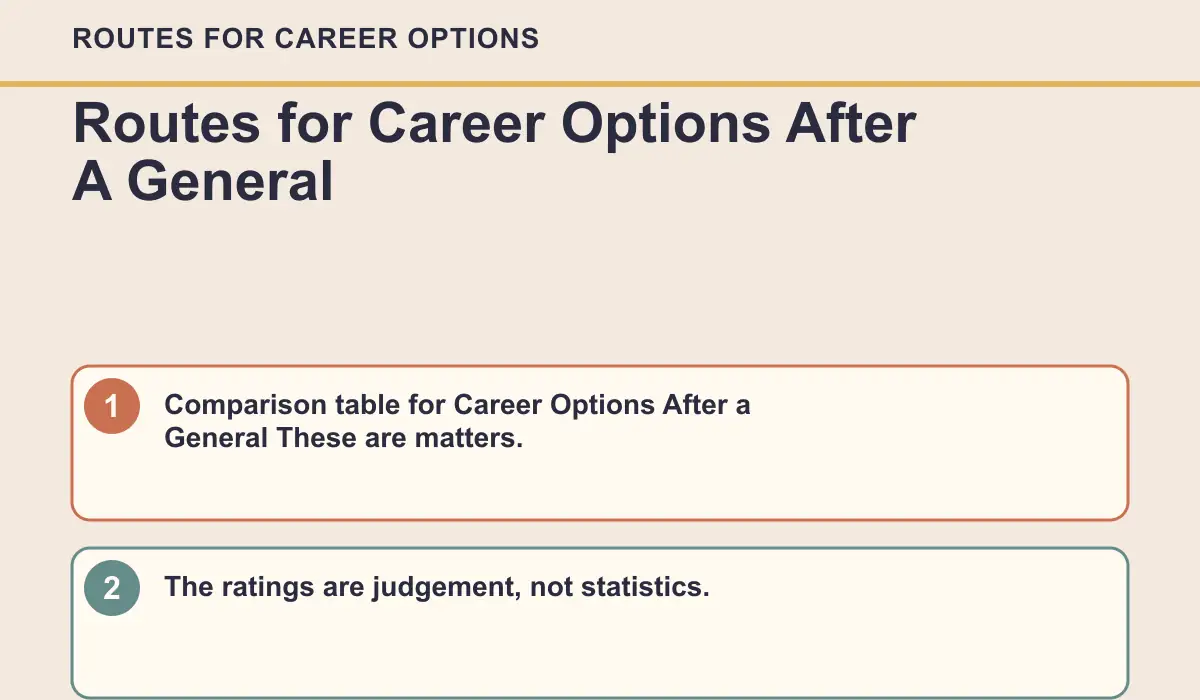 ROUTES FOR CAREER OPTIONS
Routes for Career Options After
A General
1
Comparison table for Career Options After a
General These are matters.
2
The ratings are judgement, not statistics.